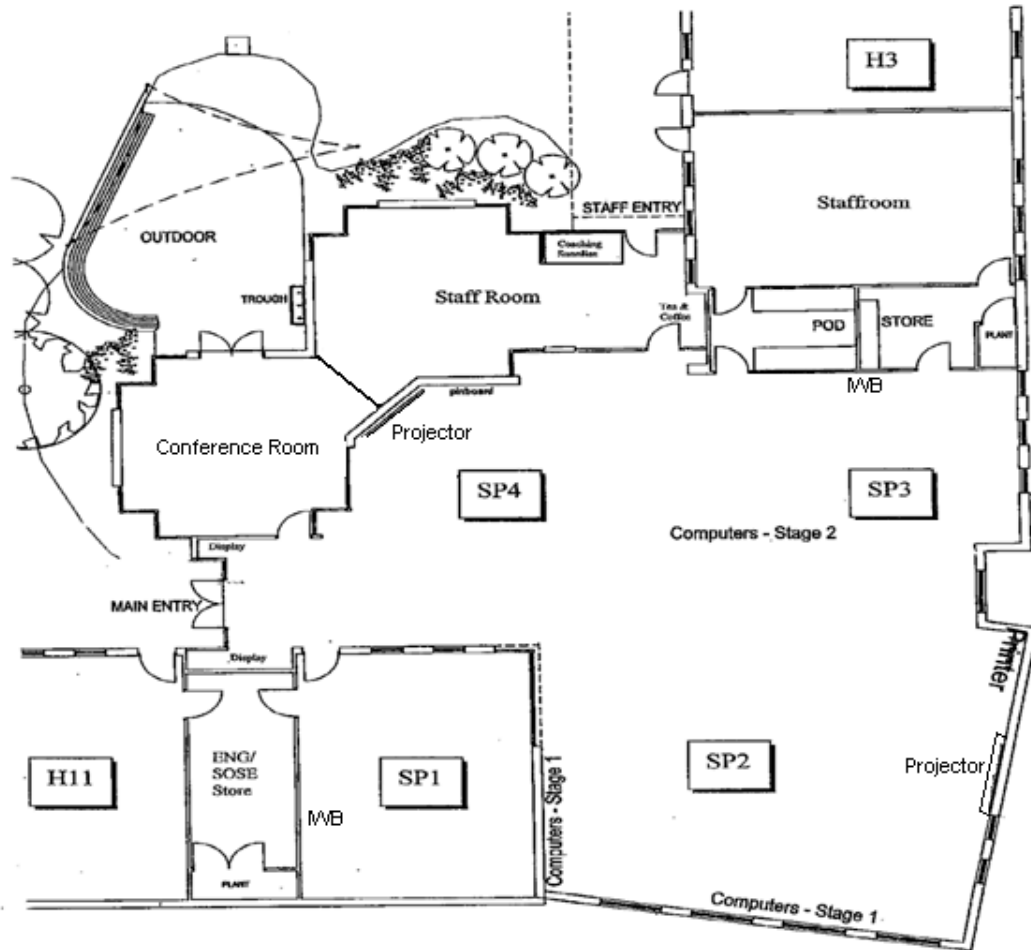 H3
Staffroom
STAFF ENTRY
OUTDOOR
Coaching
TROUGH
Staff Room
Tea &
Coffee
POD
STORE
PLANT
IWB
pinboard
Projector
Conference Room
SP4
SP3
Computers - Stage 2
Display
MAIN ENTRY
Display
Printer
ENG/
SOSE
Store
H11
SP1
SP2
Projector
IWB
Computers - Stage 1
PLANT
Computers - Stage 1